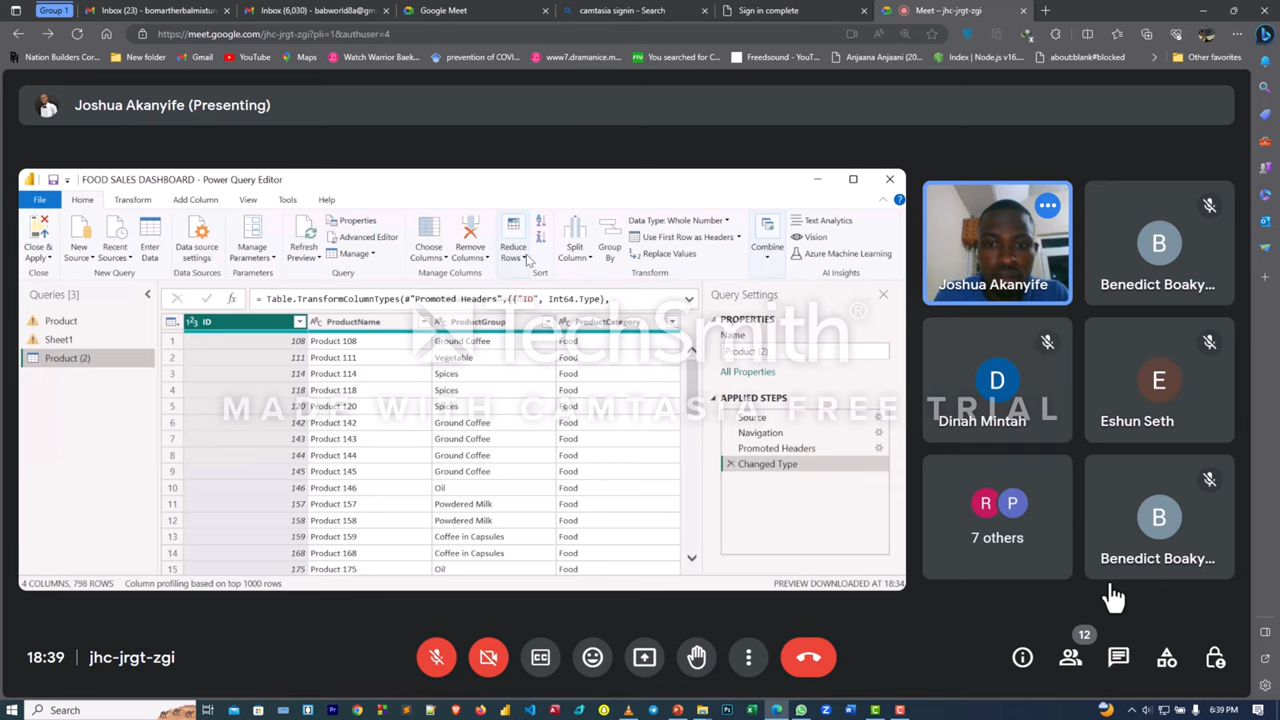 Group 1
Inbox (23) - bomartherbalmixtur
Inbox (6,030) - babworld8a@gm
Google Meet
camtasia signin - Search
Sign in complete
Meet – jhc-jrgt-zgi
https://meet.google.com/jhc-jrgt-zgi?pli=1&authuser=4
Nation Builders Cor...
New folder
Gmail
YouTube
Maps
Watch Warrior Baek...
prevention of COVI...
www7.dramanice.m...
You searched for C...
Freedsound - YouT...
Anjaana Anjaani (D...
Index | Node.js v16...
about:blank#blocked
Other favorites
Joshua Akanyife (Presenting)
FOOD SALES DASHBOARD - Power Query Editor
File Home Transform Add Column View Tools Help
Close & Apply
New Source
Recent Sources
Enter Data
Data source settings
Manage Parameters
Refresh Preview
Properties
Advanced Editor
Manage
Choose Columns
Remove Columns
Reduce Rows
Split Column
Group By
Data Type: Whole Number
Use First Row as Headers
Replace Values
Combine
Text Analytics
Vision
Azure Machine Learning
Close New Query Data Sources Parameters Query Manage Columns Sort Transform AI Insights
Queries [3]
Product
Sheet1
Product (2)
= Table.TransformColumnTypes(#"Promoted Headers",{{"ID", Int64.Type},
ID ProductName ProductGroup ProductCategory
1 108 Product 108 Ground Coffee Food
2 111 Product 111 Vegetable Food
3 114 Product 114 Spices Food
4 118 Product 118 Spices Food
5 120 Product 120 Spices Food
6 142 Product 142 Ground Coffee Food
7 143 Product 143 Ground Coffee Food
8 144 Product 144 Ground Coffee Food
9 145 Product 145 Ground Coffee Food
10 146 Product 146 Oil Food
11 157 Product 157 Powdered Milk Food
12 158 Product 158 Powdered Milk Food
13 159 Product 159 Coffee in Capsules Food
14 168 Product 168 Coffee in Capsules Food
15 175 Product 175 Oil Food
Query Settings
PROPERTIES
Name
Product (2)
All Properties
APPLIED STEPS
Source
Navigation
Promoted Headers
Changed Type
4 COLUMNS, 798 ROWS
Column profiling based on top 1000 rows
PREVIEW DOWNLOADED AT 18:34
TechSmith®
MADE WITH CAMTASIA FREE TRIAL
Joshua Akanyife
B
Benedict Boaky...
D
Dinah Mintah
E
Eshun Seth
R P
7 others
B
Benedict Boaky...
18:39 jhc-jrgt-zgi
12
Search
6:39 PM